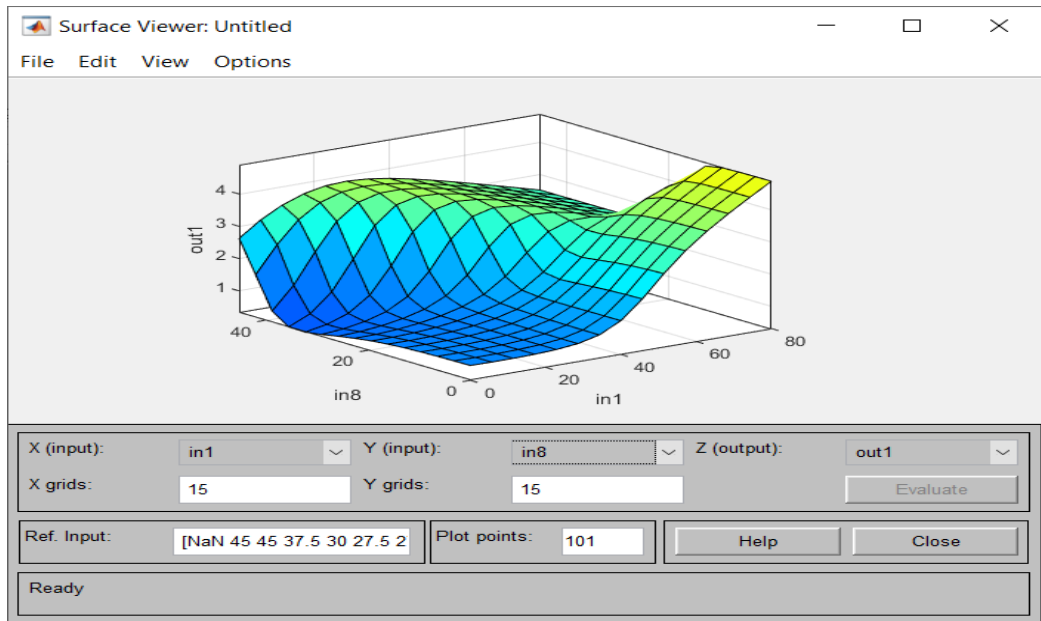 Surface Viewer: Untitled
File Edit View Options
4
3
2
1
out1
40
20
0
in8
0
20
40
60
80
in1
X (input): in1 Y (input): in8 Z (output): out1
X grids: 15 Y grids: 15 Evaluate
Ref. Input: [NaN 45 45 37.5 30 27.5 2 Plot points: 101 Help Close
Ready